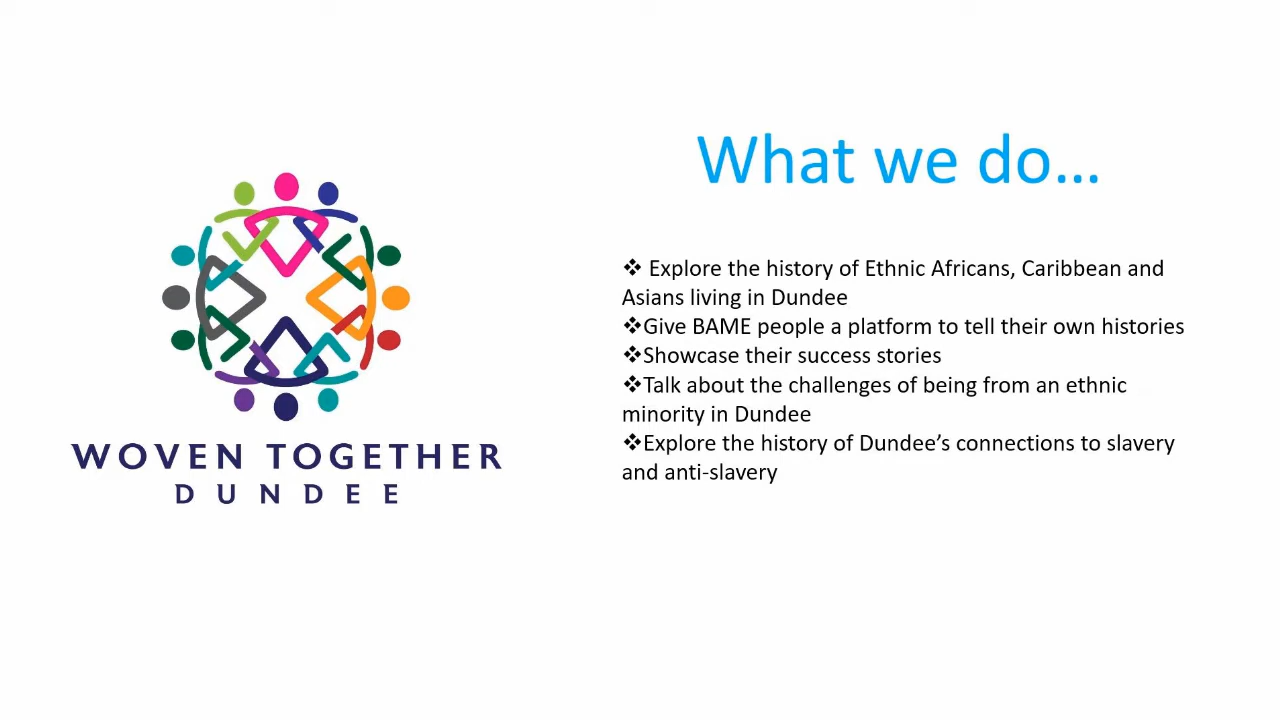 WOVEN TOGETHER
DUNDEE
What we do...
❖ Explore the history of Ethnic Africans, Caribbean and
Asians living in Dundee
❖Give BAME people a platform to tell their own histories
❖Showcase their success stories
❖Talk about the challenges of being from an ethnic
minority in Dundee
❖Explore the history of Dundee’s connections to slavery
and anti-slavery